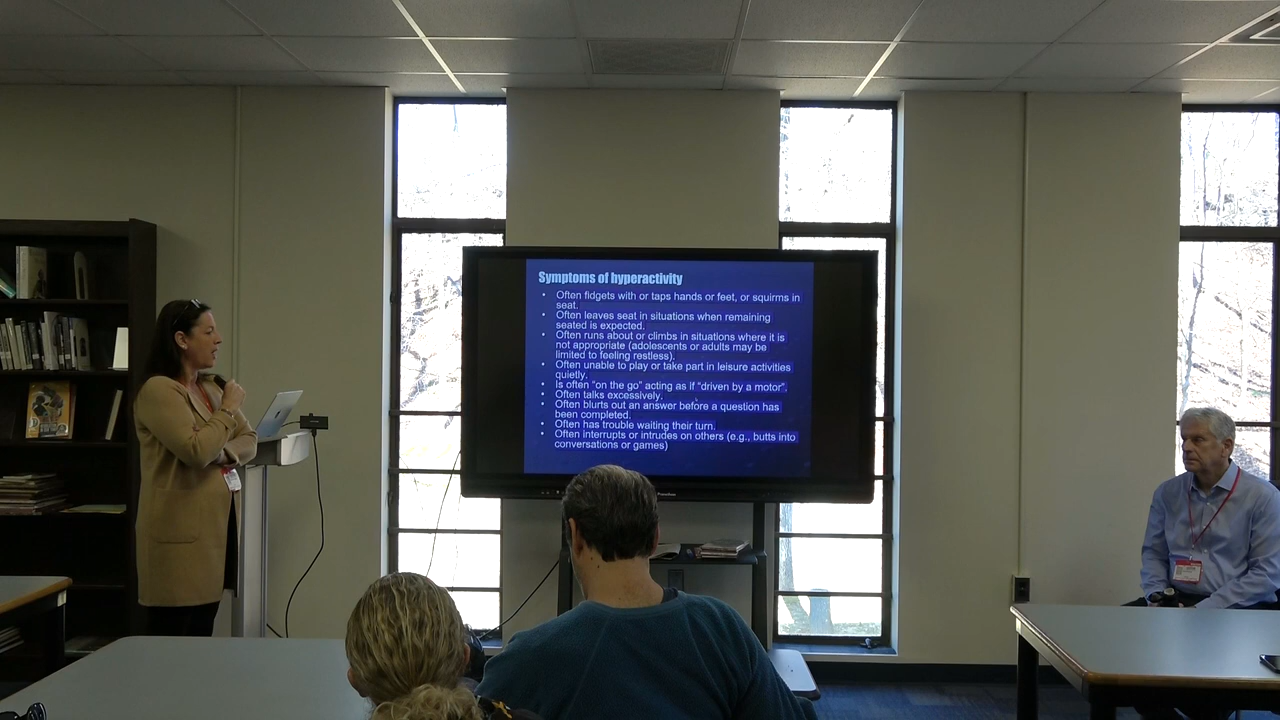 Symptoms of hyperactivity
• Often fidgets with or taps hands or feet, or squirms in
seat.
• Often leaves seat in situations when remaining
seated is expected.
• Often runs about or climbs in situations where it is
not appropriate (adolescents or adults may be
limited to feeling restless).
• Often unable to play or take part in leisure activities
quietly.
• Is often "on the go" acting as if "driven by a motor".
• Often talks excessively.
• Often blurts out an answer before a question has
been completed.
• Often has trouble waiting their turn.
• Often interrupts or intrudes on others (e.g., butts into
conversations or games)